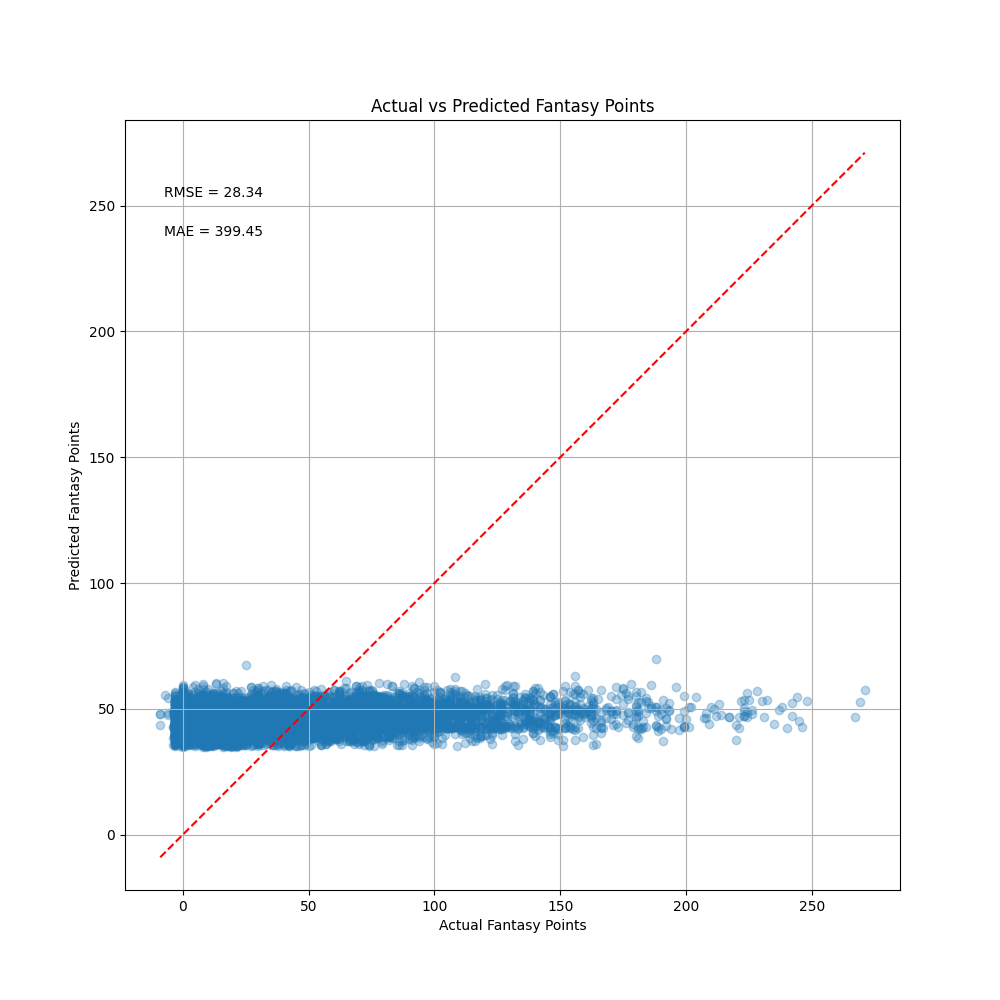 Actual vs Predicted Fantasy Points
RMSE = 28.34
MAE = 399.45
Predicted Fantasy Points
250
200
150
100
50
0
0 50 100 150 200 250
Actual Fantasy Points